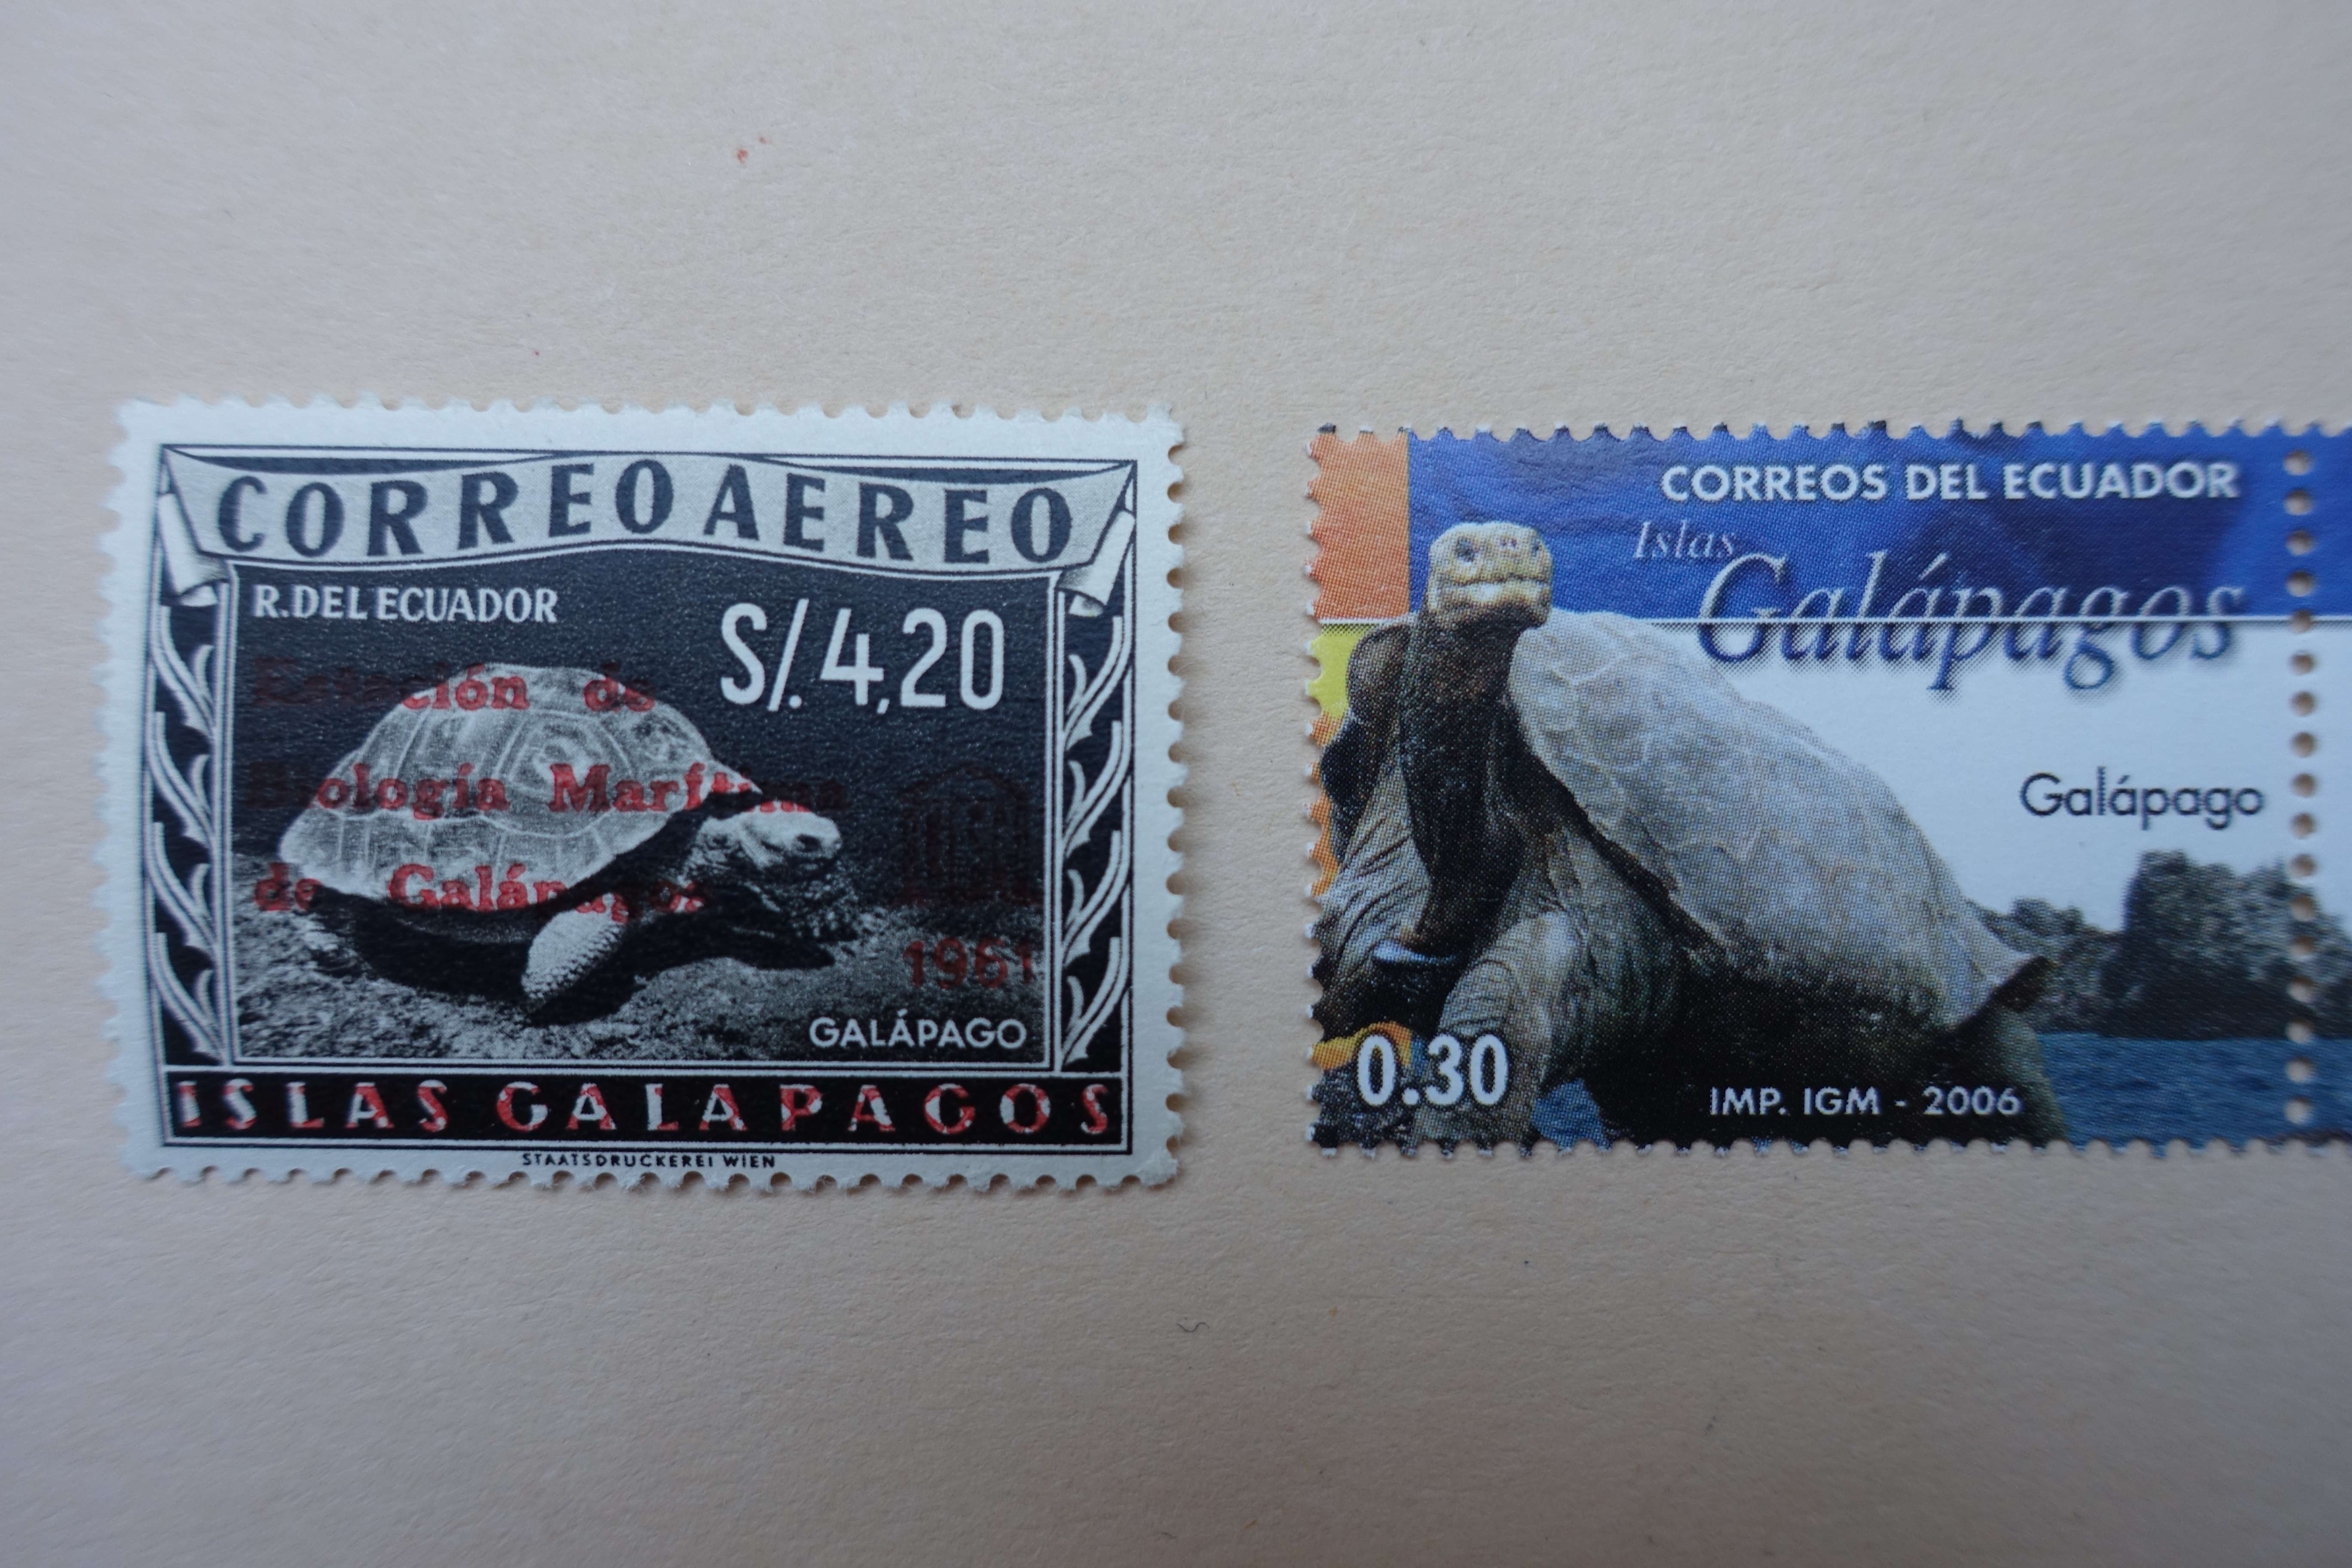 CORREO AEREO
R. DEL ECUADOR
S/. 4,20
Estación de
Biología Marítima
de Galápagos
1961
GALÁPAGO
ISLAS GALAPAGOS
STAATSDRUCKEREI WIEN
CORREOS DEL ECUADOR
Islas
Galápagos
Galápago
0.30
IMP. IGM - 2006